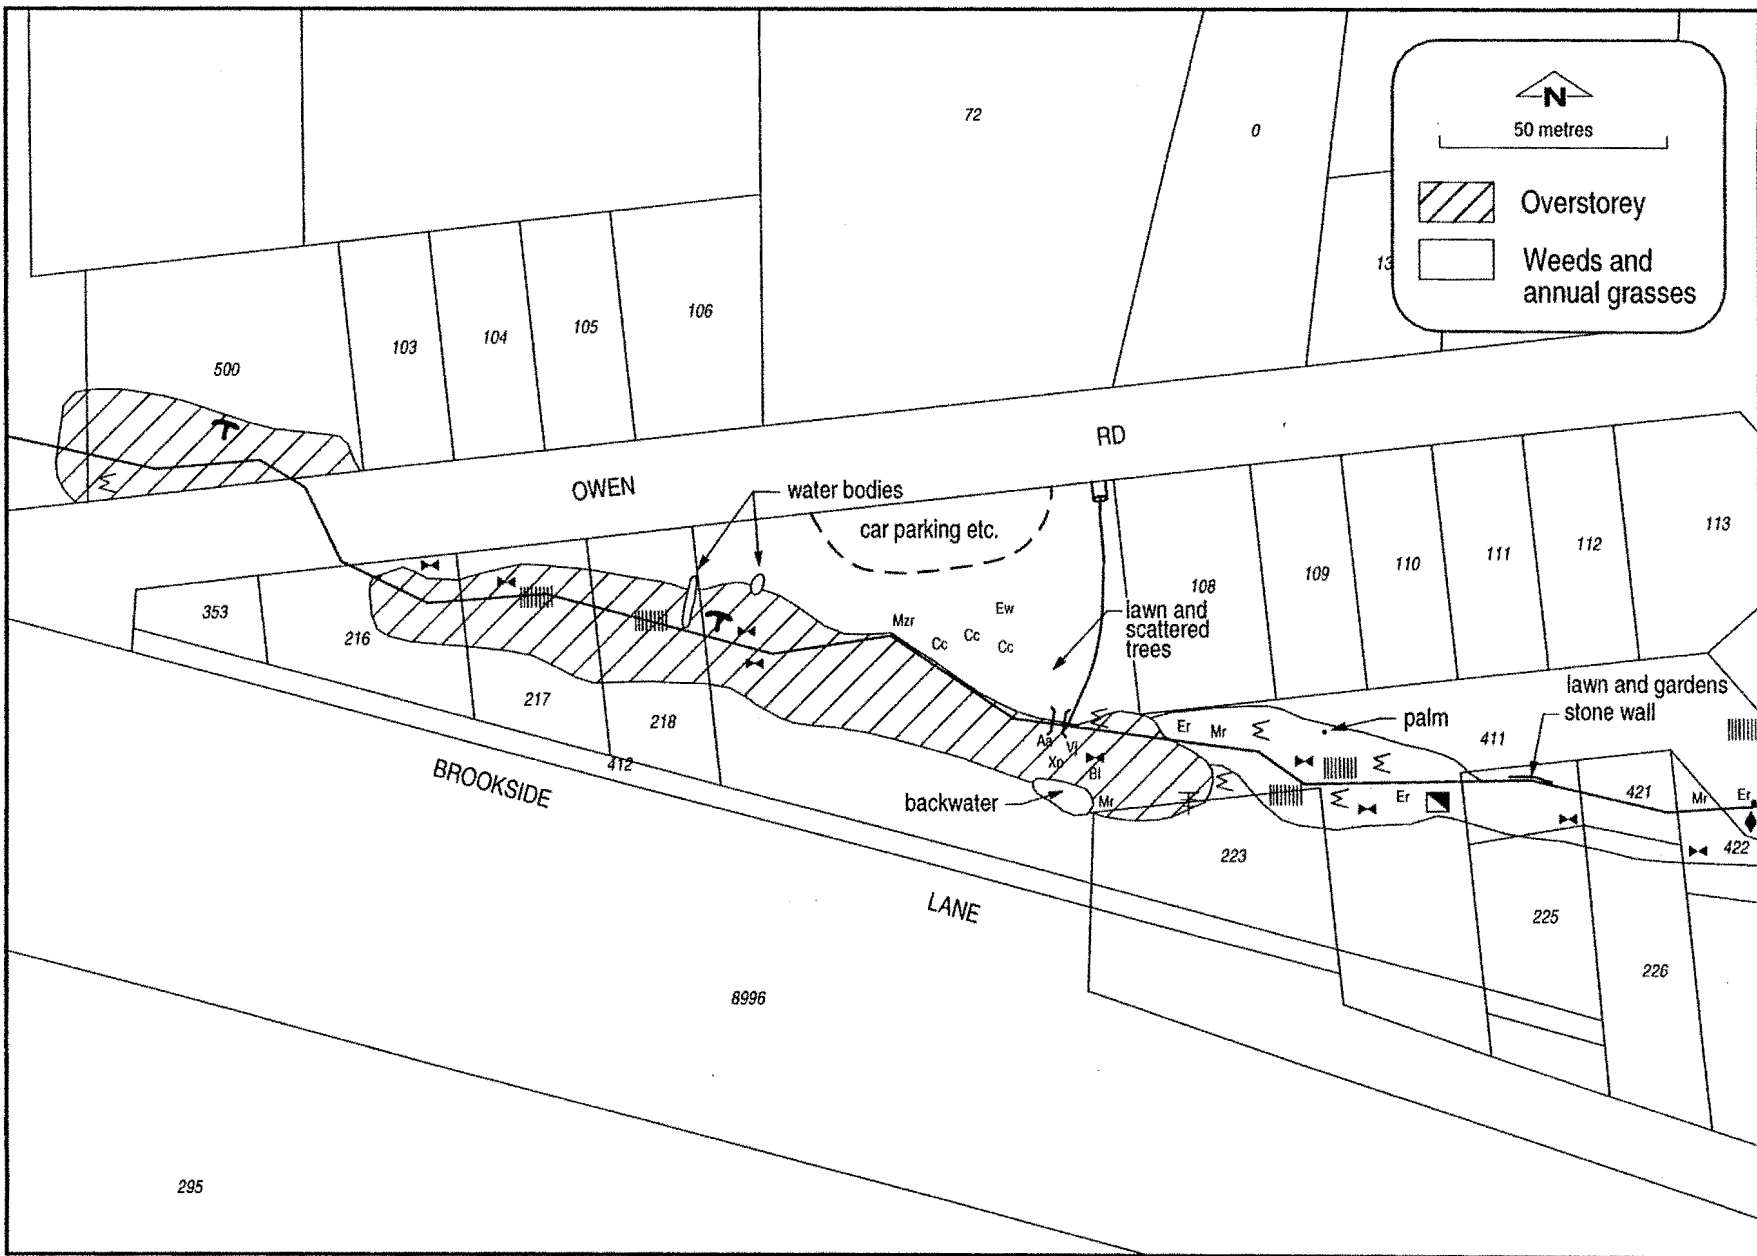 72
0
N
50 metres
Overstorey
Weeds and
annual grasses
13
106
105
104
103
500
RD
OWEN
water bodies
car parking etc.
113
112
111
110
109
108
353
216
Mzr
Ew
Cc
Cc
Cc
lawn and
scattered
trees
lawn and gardens
stone wall
palm
217
218
412
Aa
Vj
Xp
Bl
Er
Mr
411
BROOKSIDE
backwater
Mr
Er
421
Mr
Er
422
223
LANE
225
226
8996
295